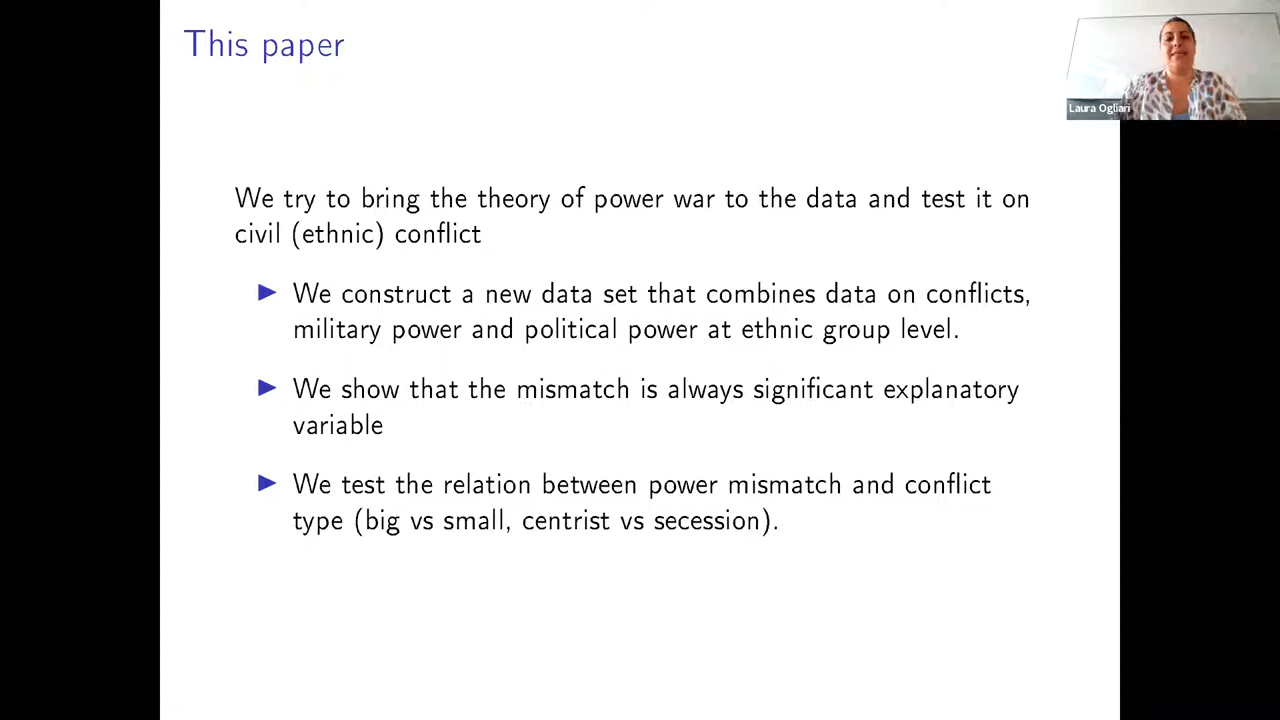 This paper
Laura Ogliari
We try to bring the theory of power war to the data and test it on
civil (ethnic) conflict
We construct a new data set that combines data on conflicts,
military power and political power at ethnic group level.
We show that the mismatch is always significant explanatory
variable
We test the relation between power mismatch and conflict
type (big vs small, centrist vs secession).